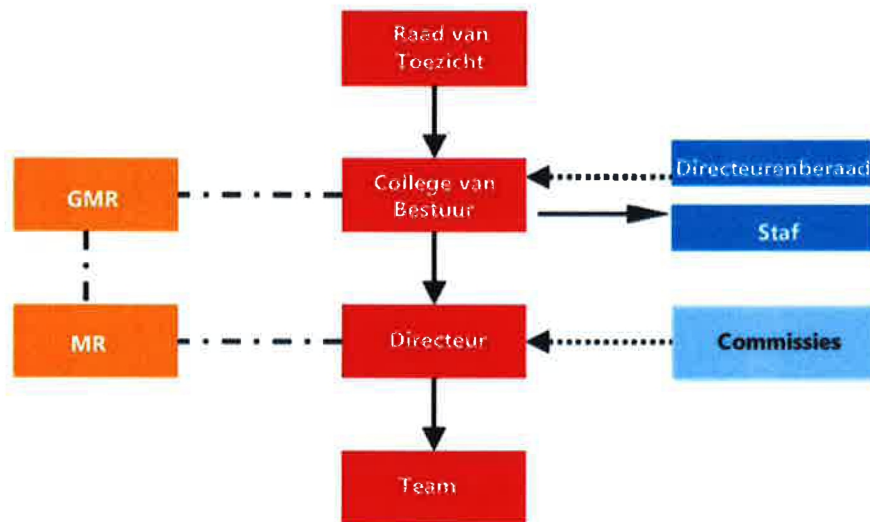 Raad van
Toezicht
GMR
College van
Bestuur
Directeurenberaad
Staf
MR
Directeur
Commissies
Team